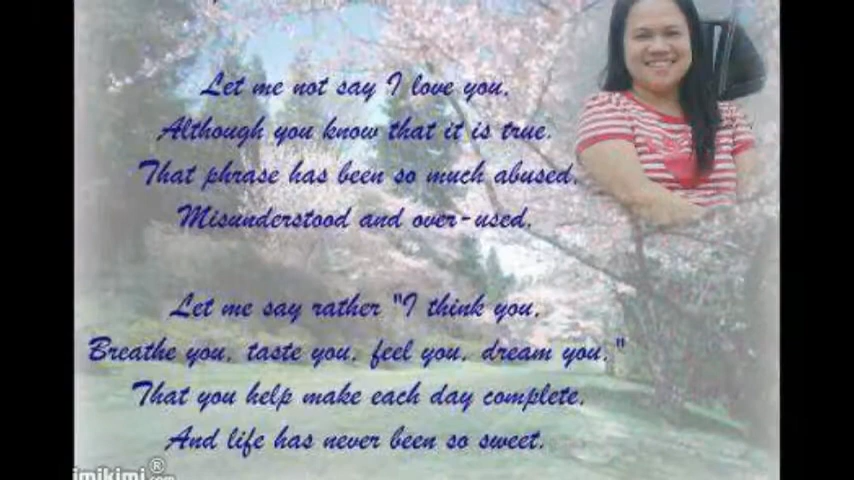 Let me not say I love you,
Although you know that it is true.
That phrase has been so much abused,
Misunderstood and over-used.
Let me say rather "I think you,
Breathe you, taste you, feel you, dream you,"
That you help make each day complete,
And life has never been so sweet.
imikimi®